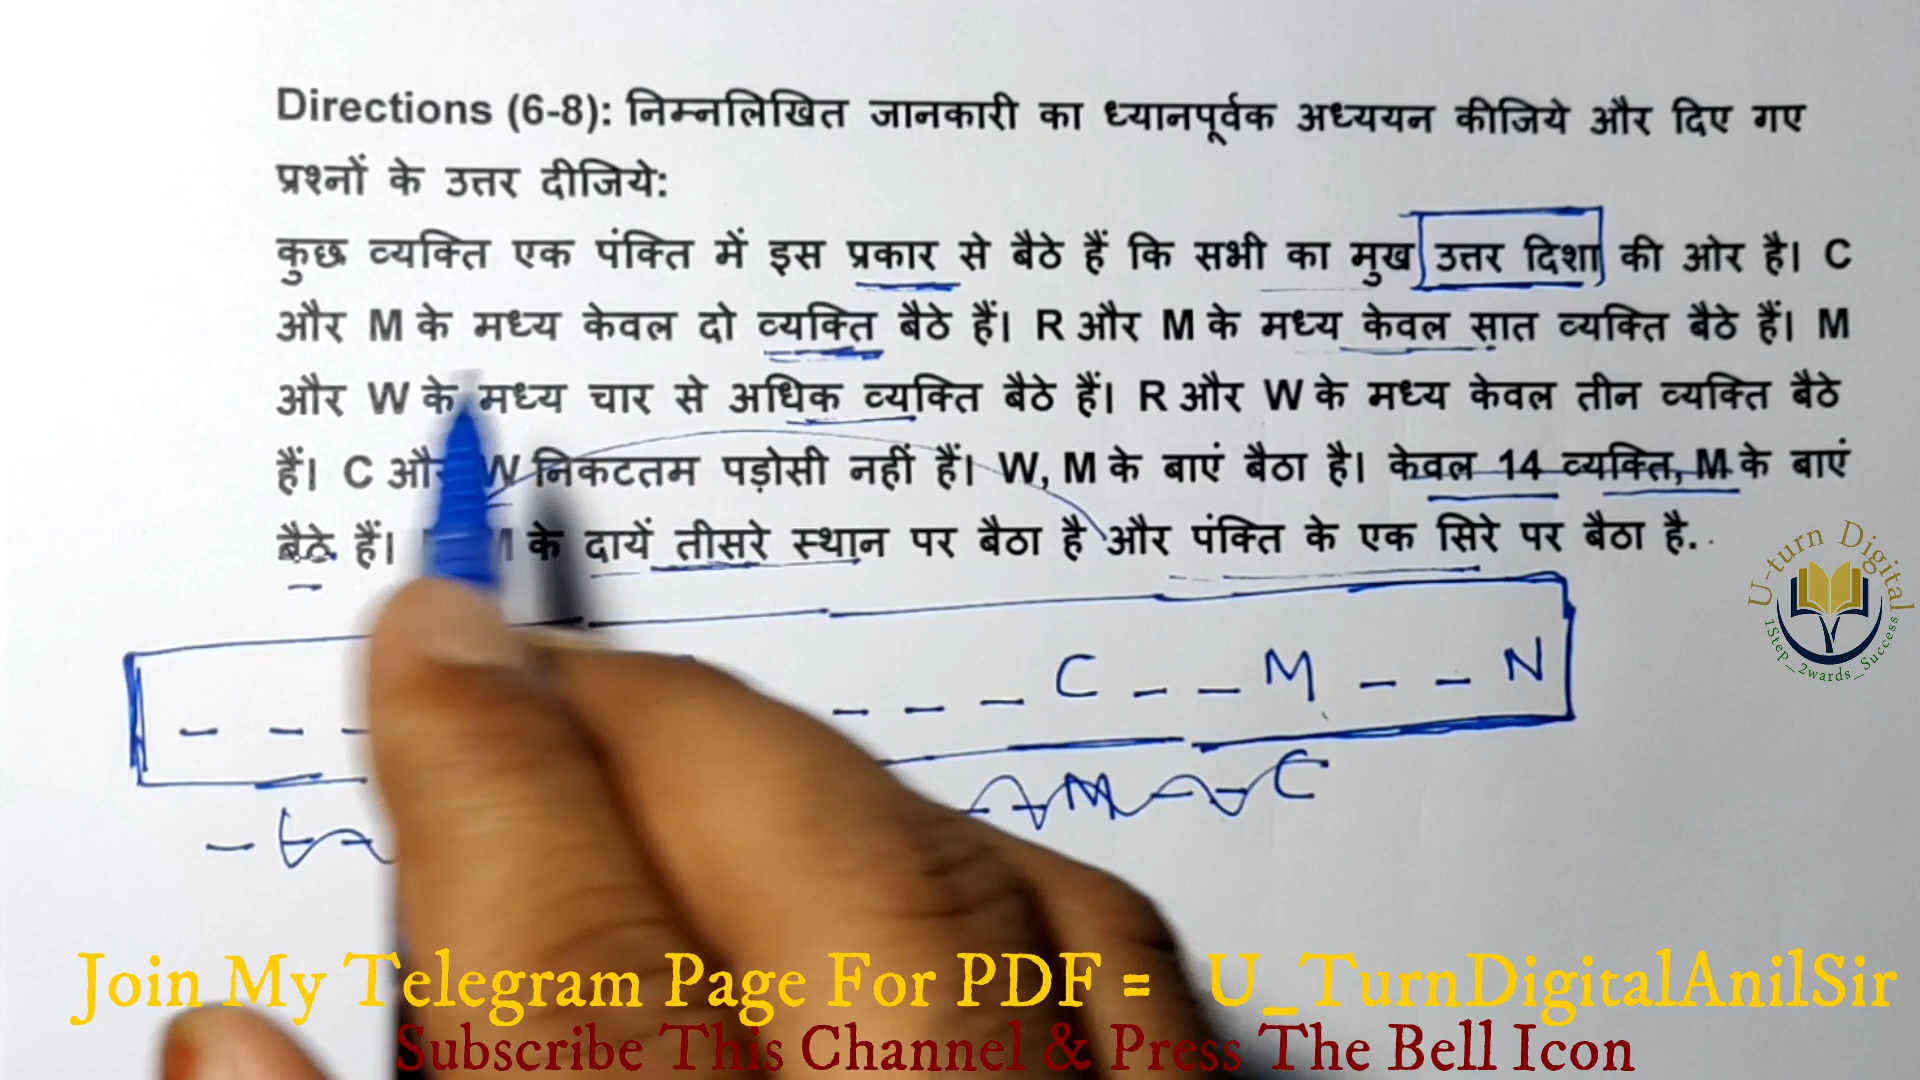 Directions (6-8): निम्नलिखित जानकारी का ध्यानपूर्वक अध्ययन कीजिये और दिए गए
प्रश्नों के उत्तर दीजिये:
कुछ व्यक्ति एक पंक्ति में इस प्रकार से बैठे हैं कि सभी का मुख उत्तर दिशा की ओर है। C
और M के मध्य केवल दो व्यक्ति बैठे हैं। R और M के मध्य केवल सात व्यक्ति बैठे हैं। M
और W के मध्य चार से अधिक व्यक्ति बैठे हैं। R और W के मध्य केवल तीन व्यक्ति बैठे
हैं। C और W निकटतम पड़ोसी नहीं हैं। W, M के बाएं बैठा है। केवल 14 व्यक्ति, M के बाएं
बैठे हैं। M के दायें तीसरे स्थान पर बैठा है और पंक्ति के एक सिरे पर बैठा है.
_ _ _ _ _ _ C _ _ M _ _ N
M _ _ C
U-turn Digital
1Step_2wards_Success
Join My Telegram Page For PDF = U_TurnDigitalAnilSir
Subscribe This Channel & Press The Bell Icon